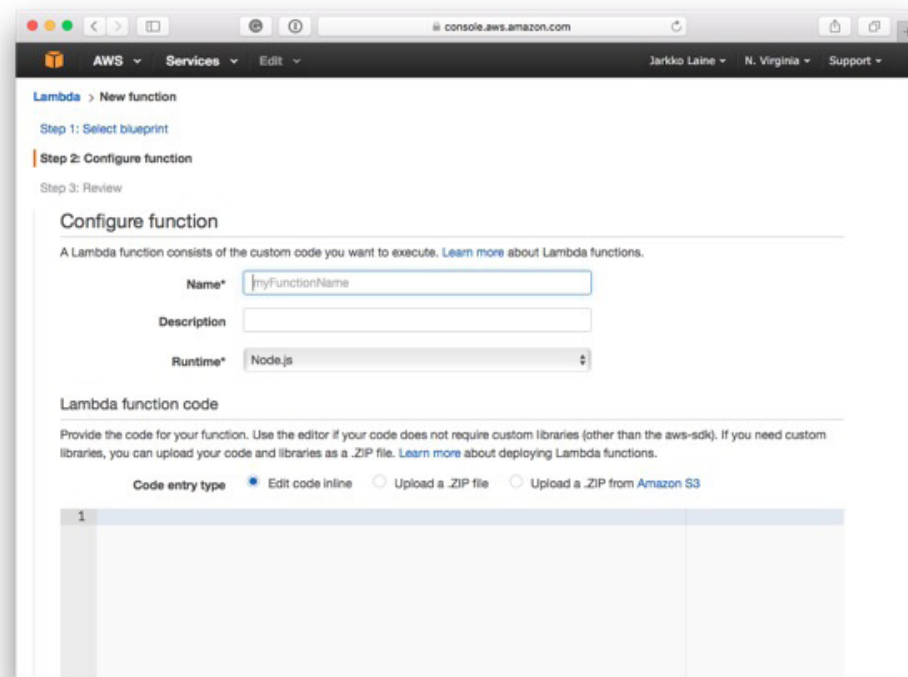 console.aws.amazon.com
AWS Services Edit Jarkko Laine N. Virginia Support
Lambda > New function
Step 1: Select blueprint
Step 2: Configure function
Step 3: Review
Configure function
A Lambda function consists of the custom code you want to execute. Learn more about Lambda functions.
Name* myFunctionName
Description
Runtime* Node.js
Lambda function code
Provide the code for your function. Use the editor if your code does not require custom libraries (other than the aws-sdk). If you need custom
libraries, you can upload your code and libraries as a .ZIP file. Learn more about deploying Lambda functions.
Code entry type Edit code inline Upload a .ZIP file Upload a .ZIP from Amazon S3
1